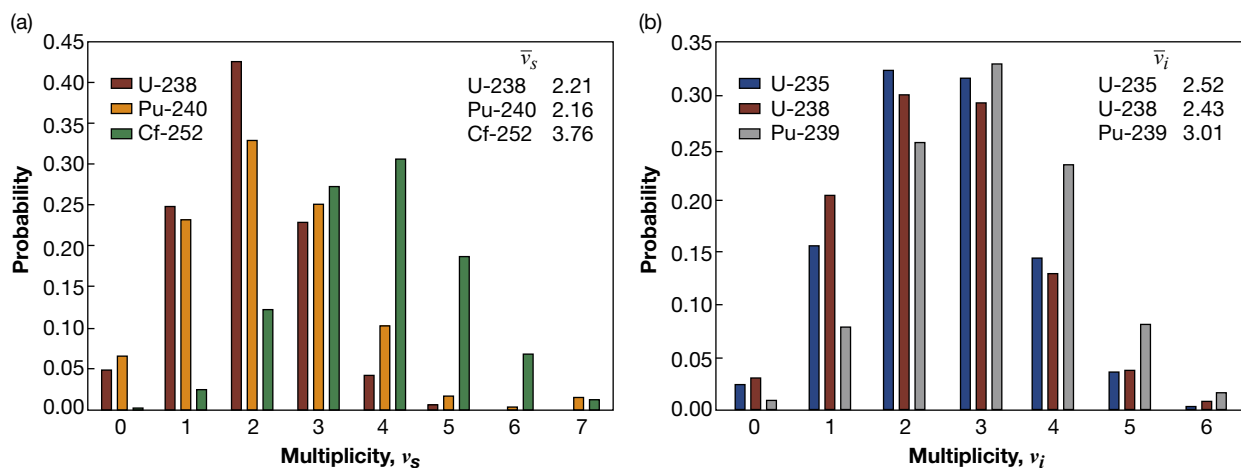 (a)
0.45
0.40
0.35
0.30
0.25
0.20
0.15
0.10
0.05
0.00
Probability
U-238
Pu-240
Cf-252
v̄s
U-238 2.21
Pu-240 2.16
Cf-252 3.76
0 1 2 3 4 5 6 7
Multiplicity, vs
(b)
0.35
0.30
0.25
0.20
0.15
0.10
0.05
0.00
Probability
U-235
U-238
Pu-239
v̄i
U-235 2.52
U-238 2.43
Pu-239 3.01
0 1 2 3 4 5 6
Multiplicity, vi